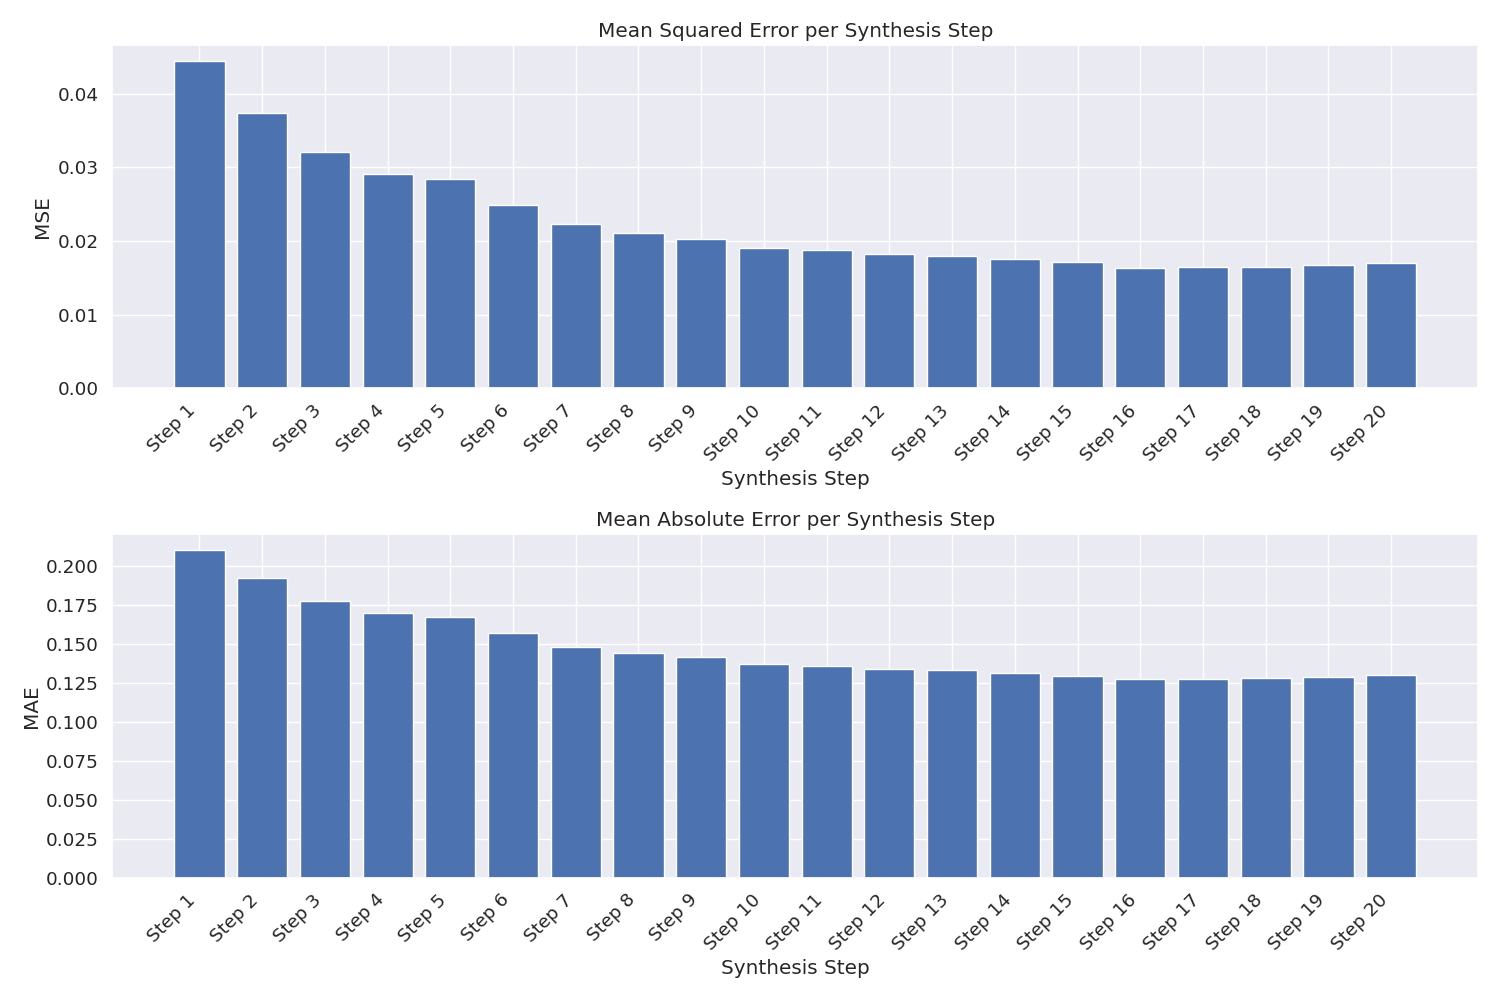 Mean Squared Error per Synthesis Step
MSE
0.04
0.03
0.02
0.01
0.00
Step 1
Step 2
Step 3
Step 4
Step 5
Step 6
Step 7
Step 8
Step 9
Step 10
Step 11
Step 12
Step 13
Step 14
Step 15
Step 16
Step 17
Step 18
Step 19
Step 20
Synthesis Step
Mean Absolute Error per Synthesis Step
MAE
0.200
0.175
0.150
0.125
0.100
0.075
0.050
0.025
0.000
Step 1
Step 2
Step 3
Step 4
Step 5
Step 6
Step 7
Step 8
Step 9
Step 10
Step 11
Step 12
Step 13
Step 14
Step 15
Step 16
Step 17
Step 18
Step 19
Step 20
Synthesis Step